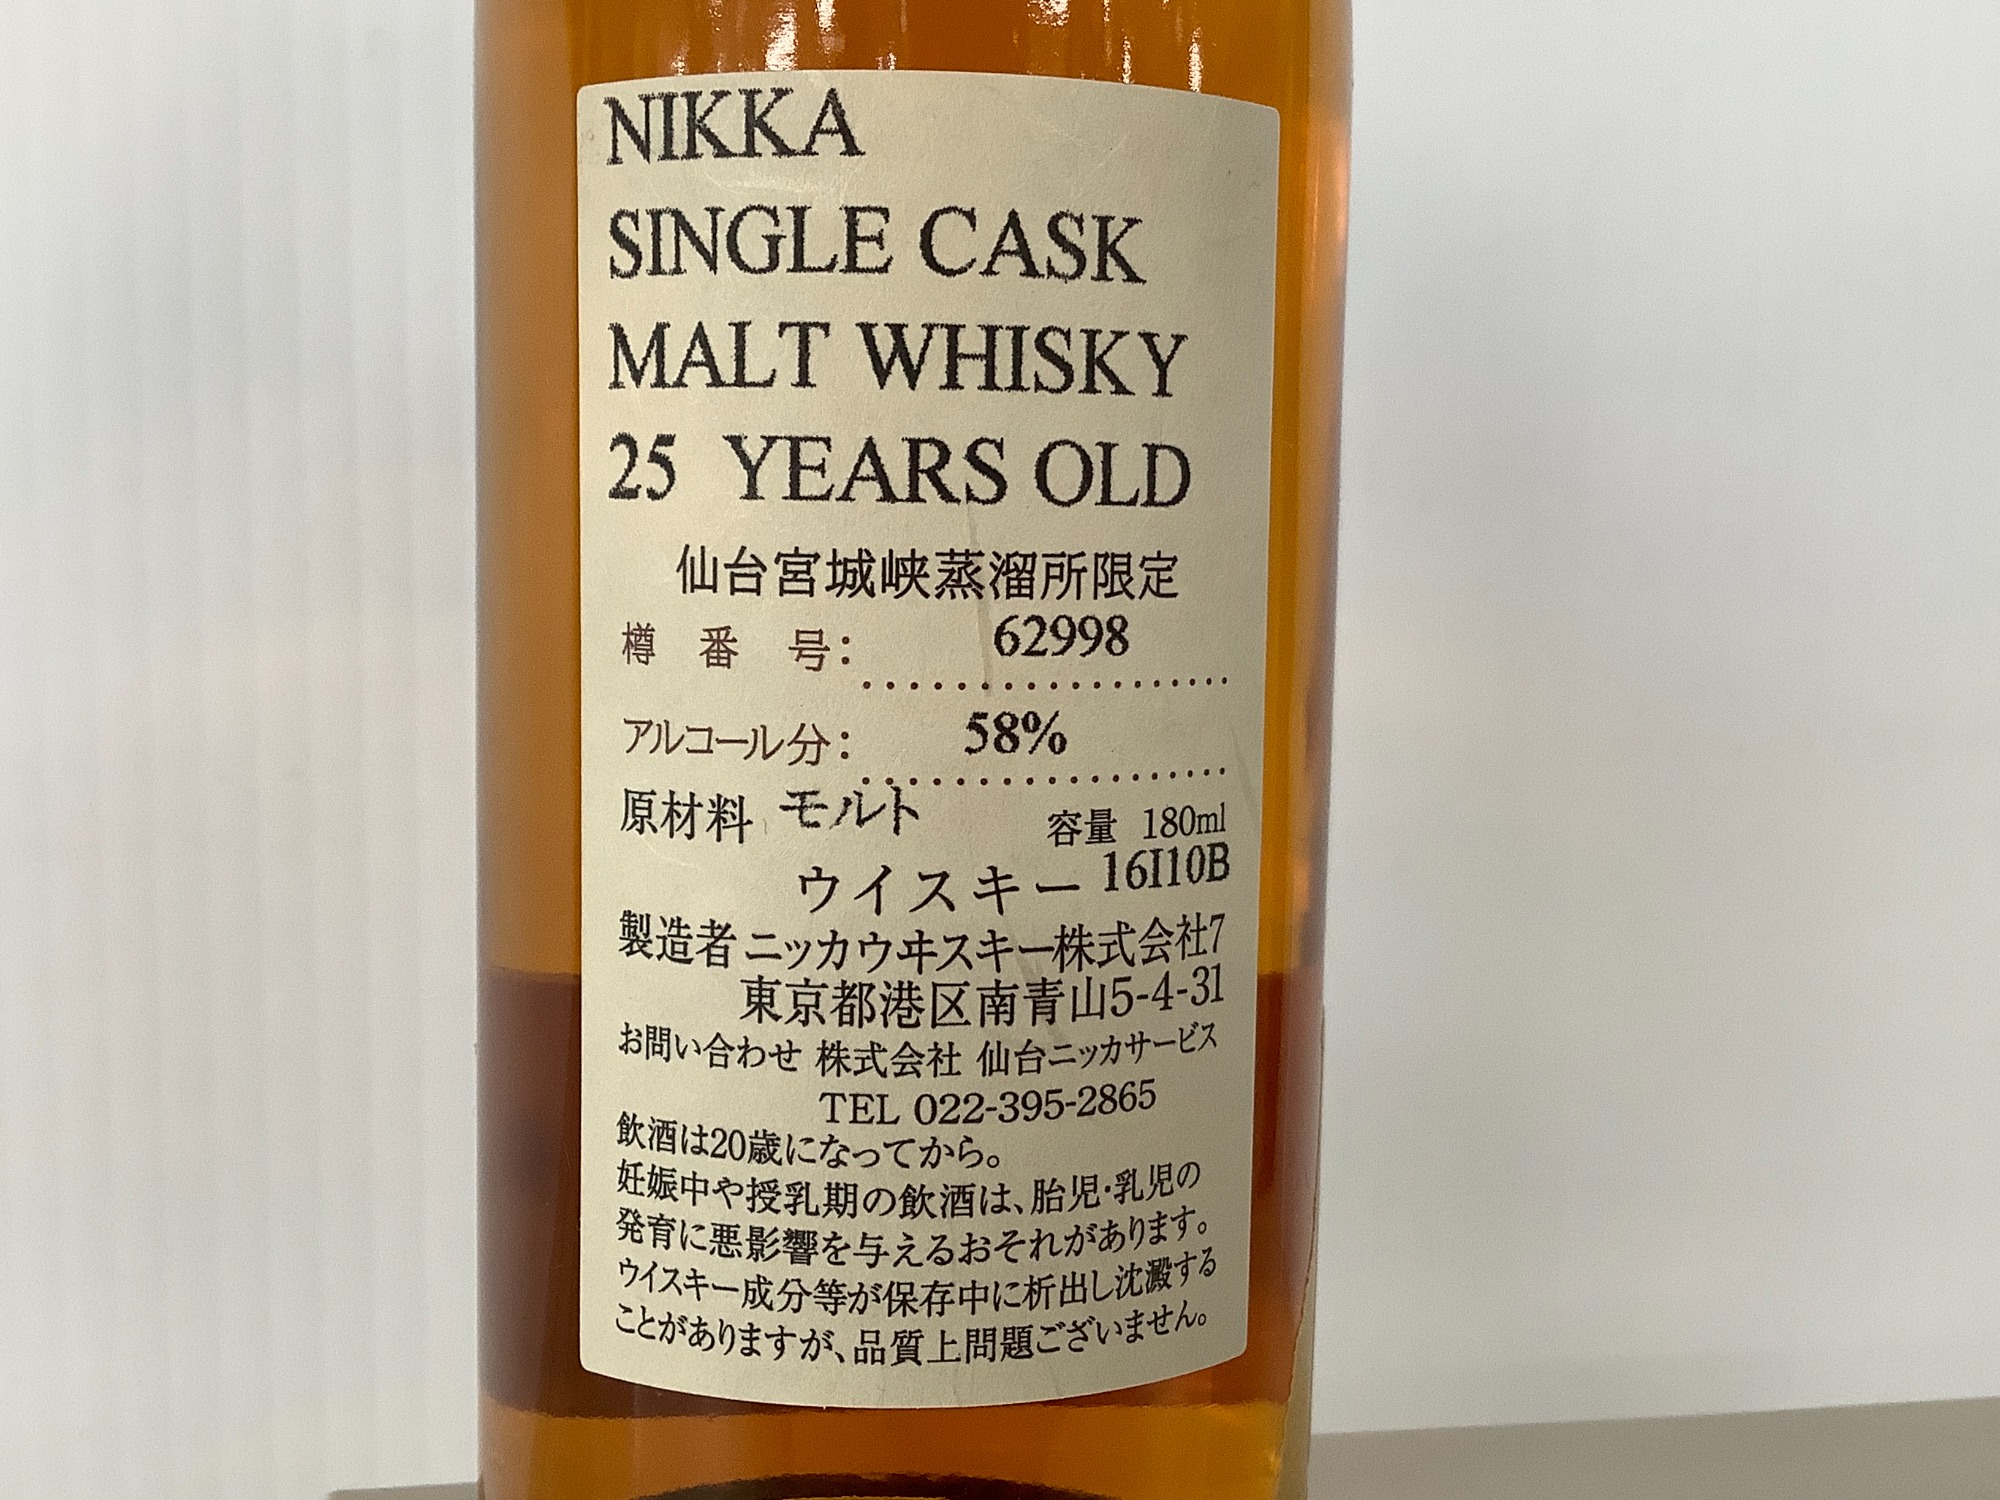 NIKKA
SINGLE CASK
MALT WHISKY
25 YEARS OLD
仙台宮城峡蒸溜所限定
樽番号: 62998
アルコール分: 58%
原材料 モルト 容量 180ml
ウイスキー 16I10B
製造者 ニッカウヰスキー株式会社7
東京都港区南青山5-4-31
お問い合わせ 株式会社 仙台ニッカサービス
TEL 022-395-2865
飲酒は20歳になってから。
妊娠中や授乳期の飲酒は、胎児・乳児の
発育に悪影響を与えるおそれがあります。
ウイスキー成分等が保存中に析出し沈澱する
ことがありますが、品質上問題ございません。